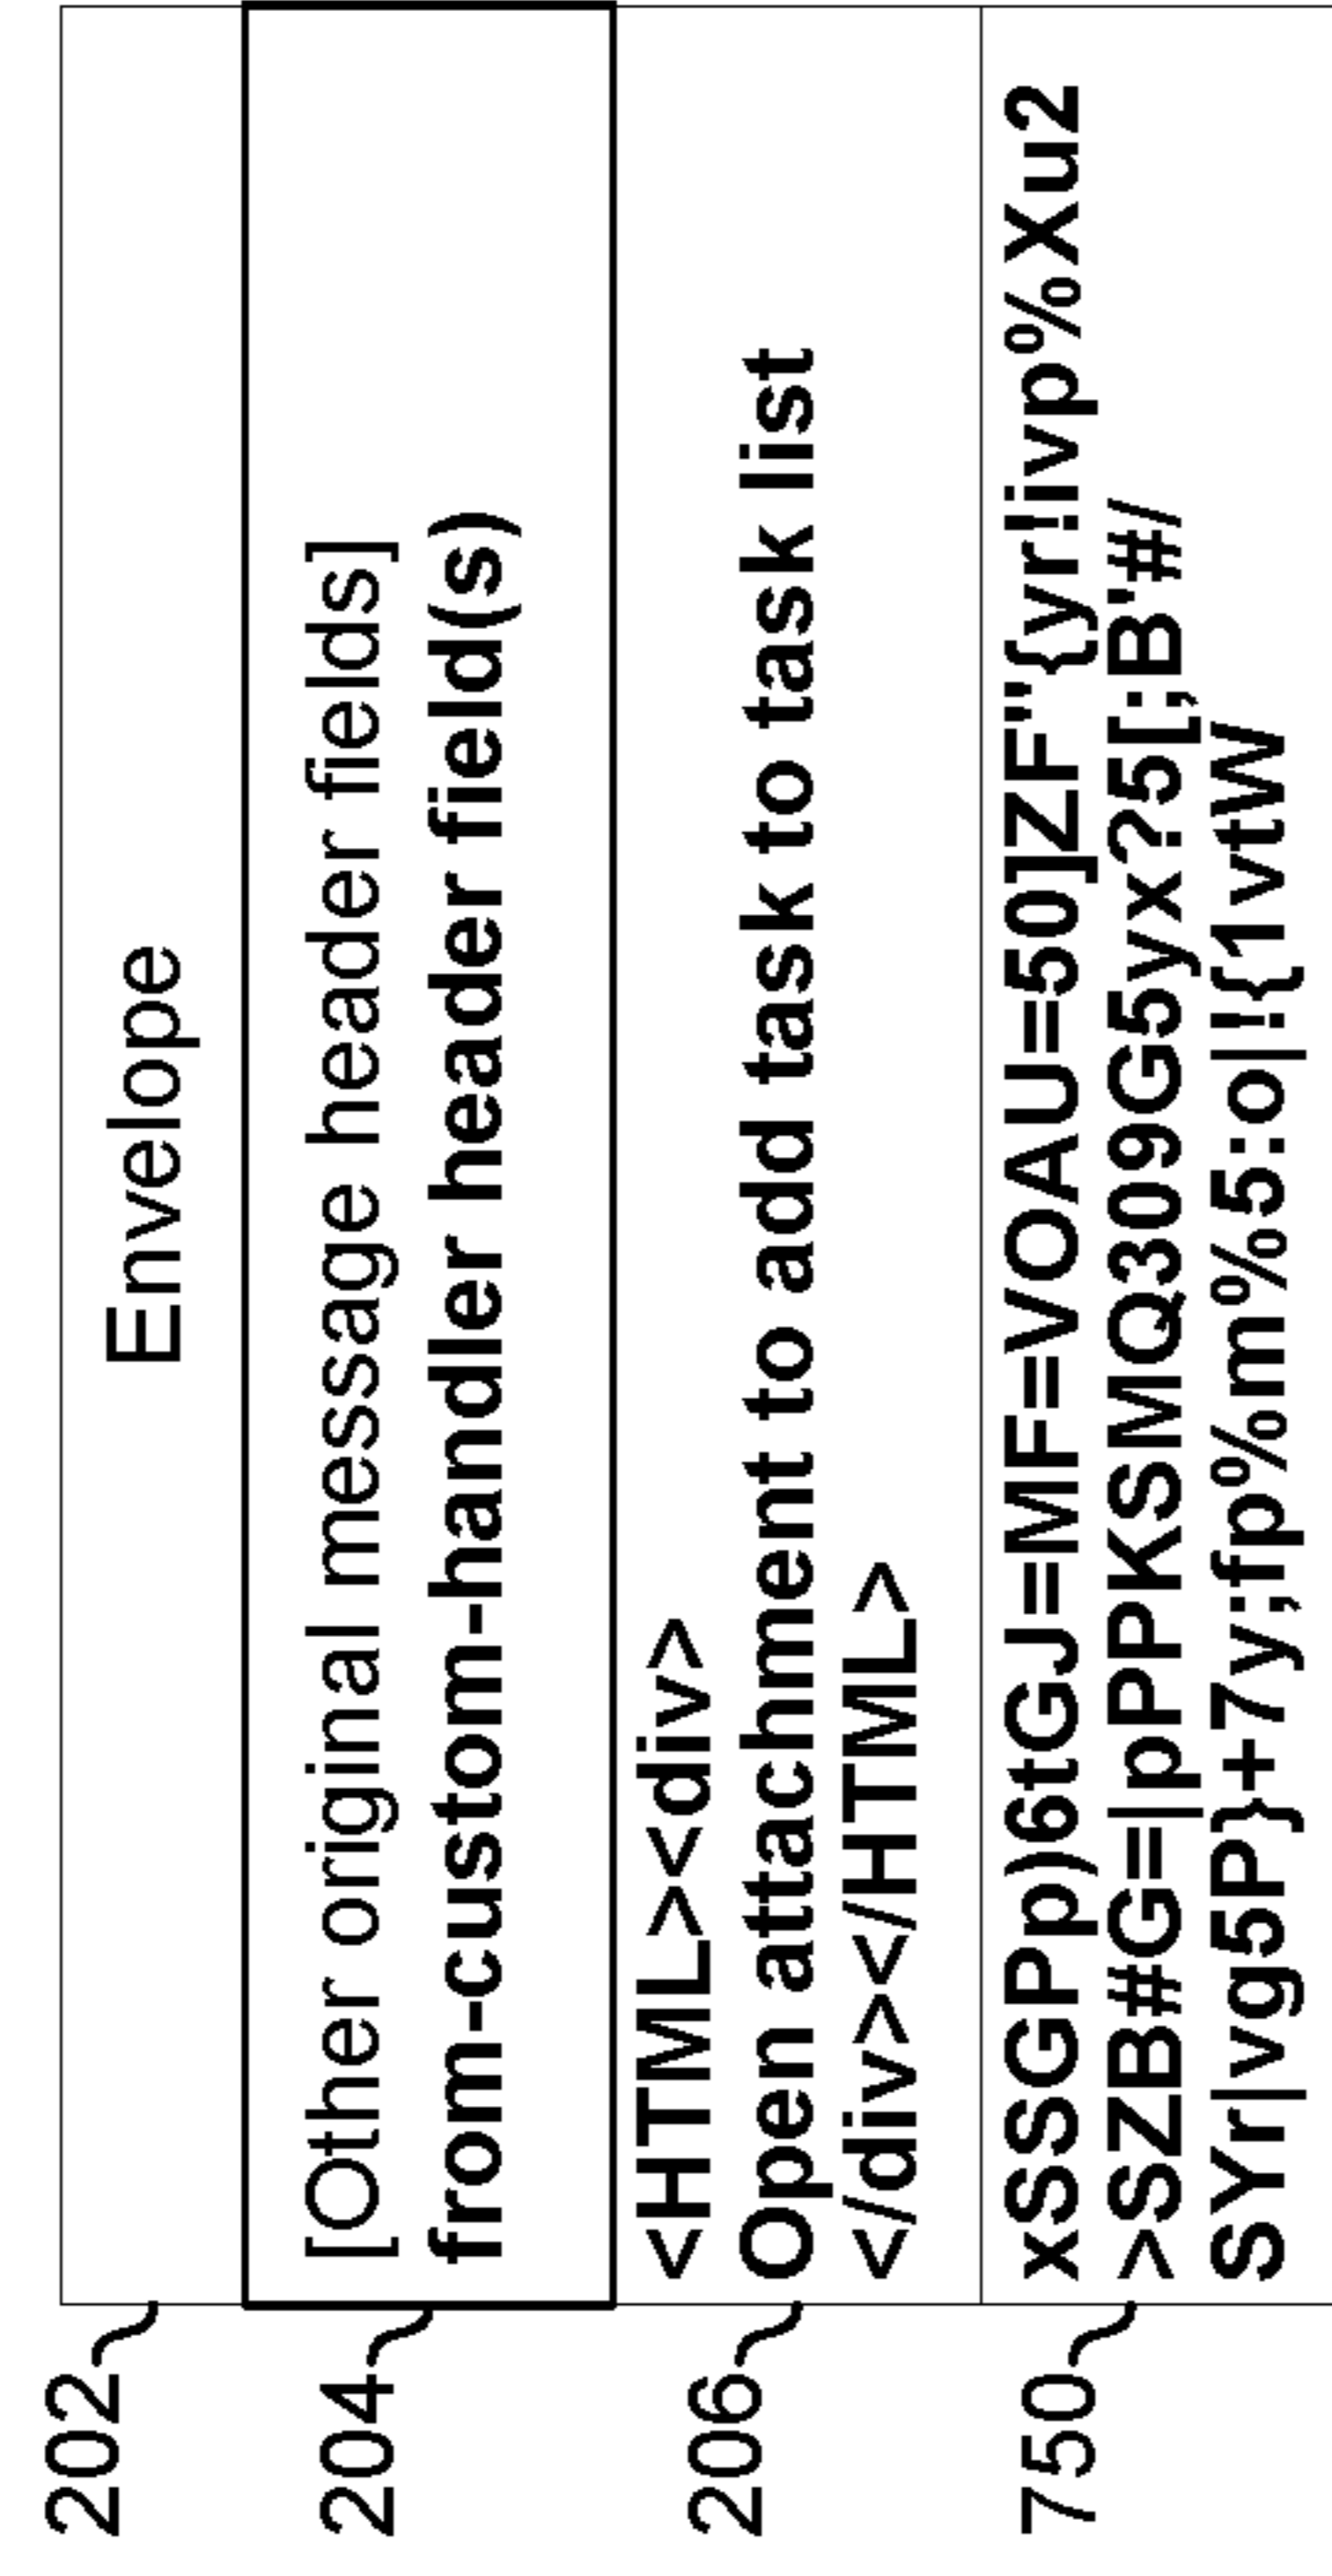 202
Envelope
204
[Other original message header fields]
from-custom-handler header field(s)
206
<HTML><div>
Open attachment to add task to task list
</div></HTML>
750
xSSGPp)6tGJ=MF=VOAU=50]ZF"{yr!ivp%Xu2
>SZB#G=|pPPKSMQ309G5yx?5[;B'#/
SYr|vg5P}+7y;fp%m%5:o|!{1vtW